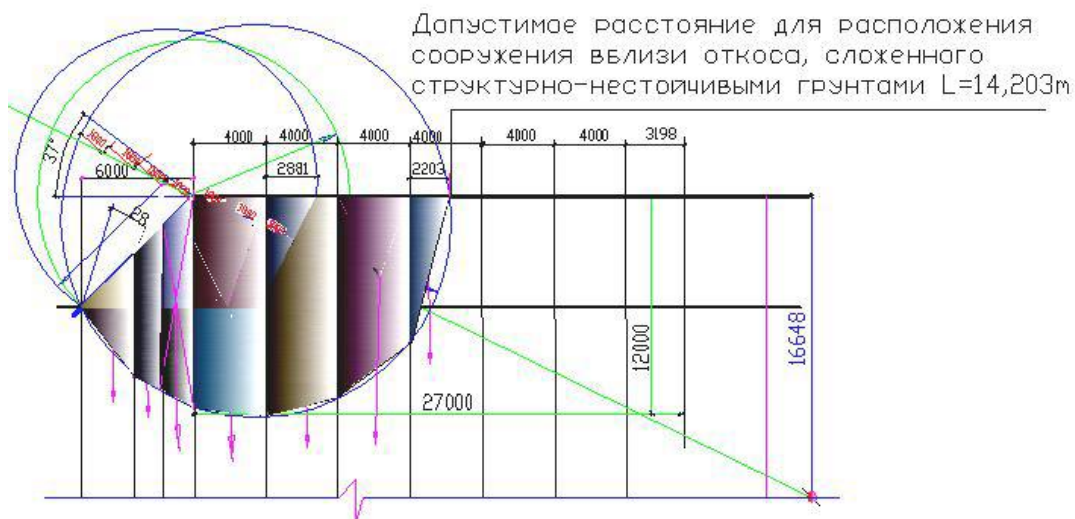 Допустимое расстояние для расположения
сооружения вблизи откоса, сложенного
структурно-нестойчивыми грунтами L=14,203m
4000 4000 4000 4000 4000 4000 3198
37°
6000 2881 2203
28
12000
16648
27000